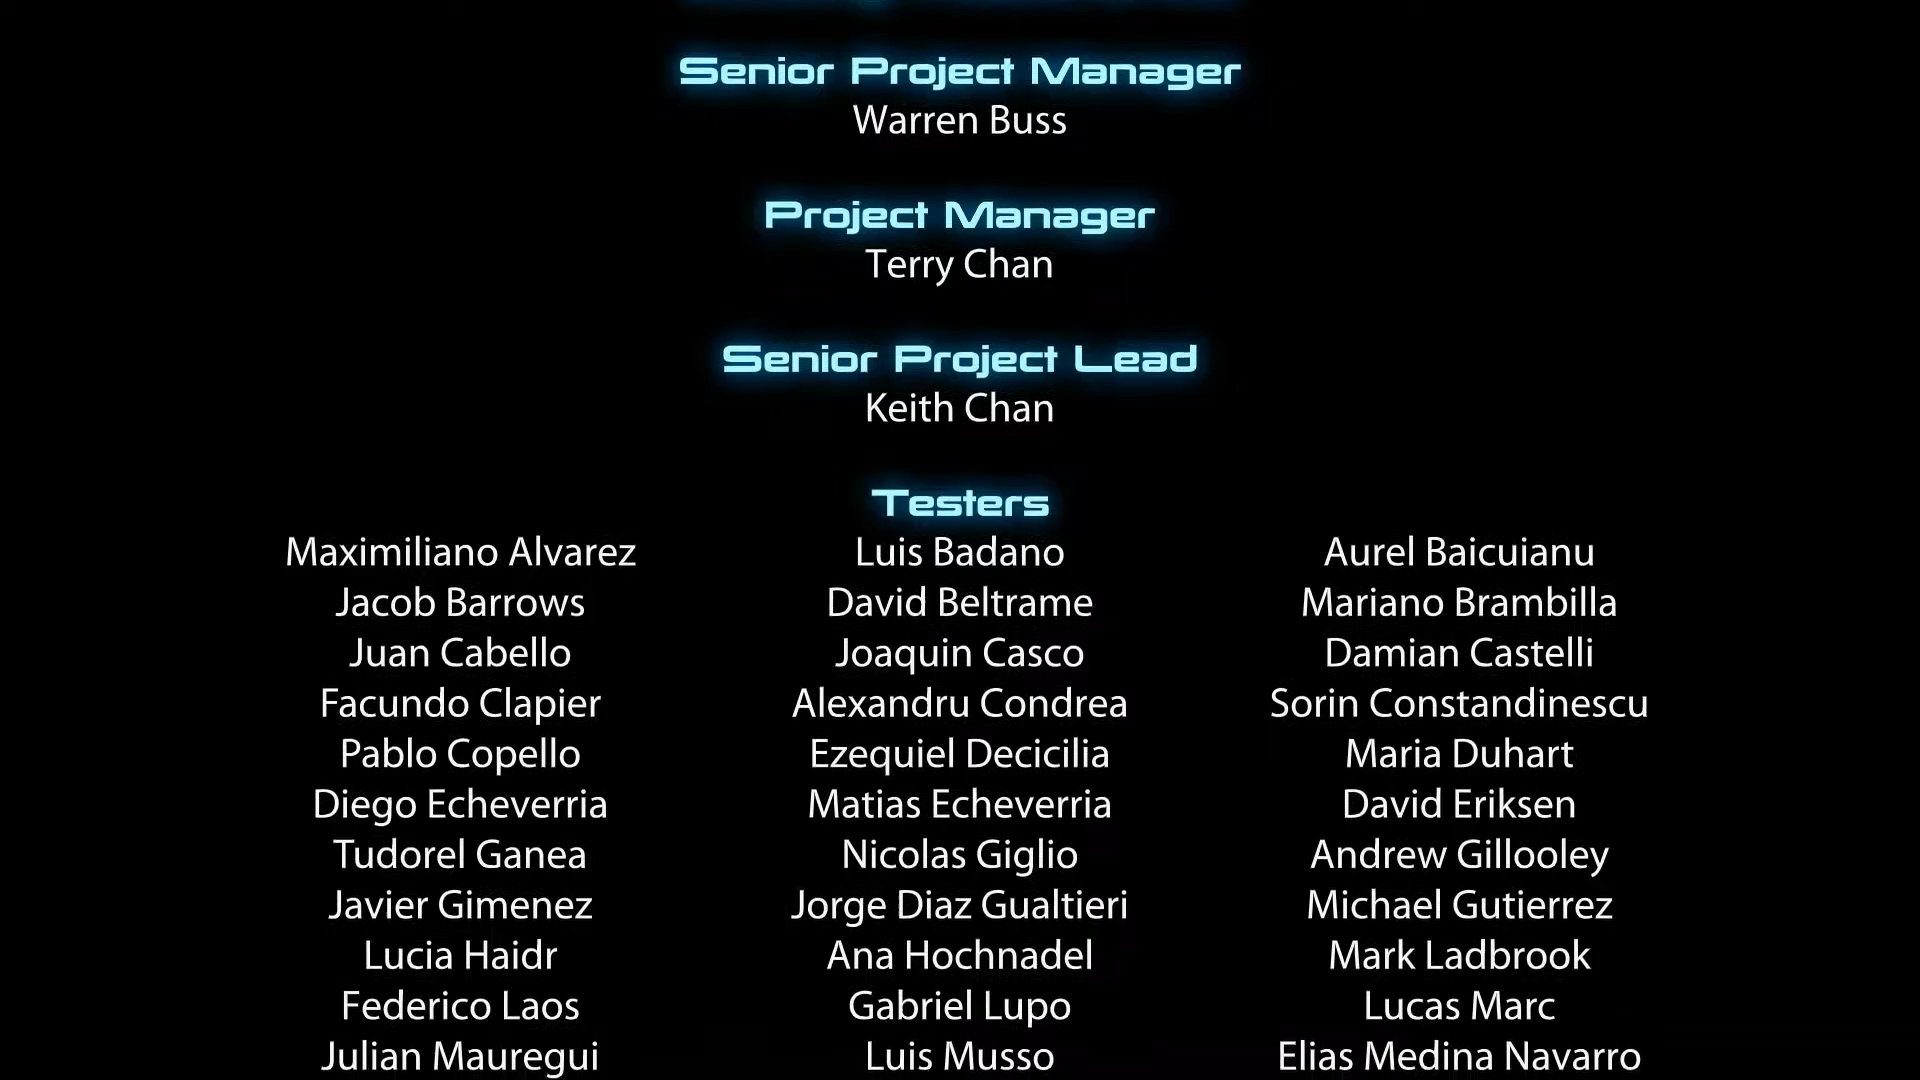 Senior Project Manager
Warren Buss
Project Manager
Terry Chan
Senior Project Lead
Keith Chan
Testers
Maximiliano Alvarez Luis Badano Aurel Baicuianu
Jacob Barrows David Beltrame Mariano Brambilla
Juan Cabello Joaquin Casco Damian Castelli
Facundo Clapier Alexandru Condrea Sorin Constandinescu
Pablo Copello Ezequiel Decicilia Maria Duhart
Diego Echeverria Matias Echeverria David Eriksen
Tudorel Ganea Nicolas Giglio Andrew Gillooley
Javier Gimenez Jorge Diaz Gualtieri Michael Gutierrez
Lucia Haidr Ana Hochnadel Mark Ladbrook
Federico Laos Gabriel Lupo Lucas Marc
Julian Mauregui Luis Musso Elias Medina Navarro